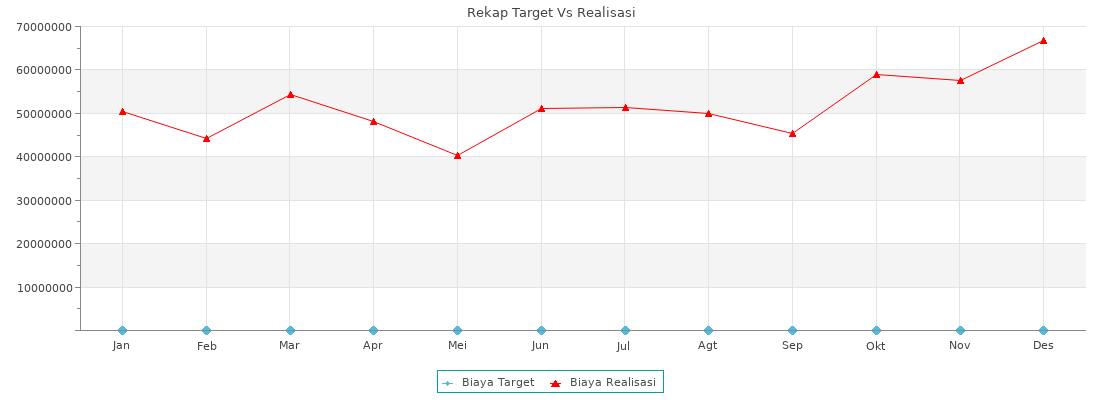 Rekap Target Vs Realisasi
70000000
60000000
50000000
40000000
30000000
20000000
10000000
Jan Feb Mar Apr Mei Jun Jul Agt Sep Okt Nov Des
Biaya Target Biaya Realisasi